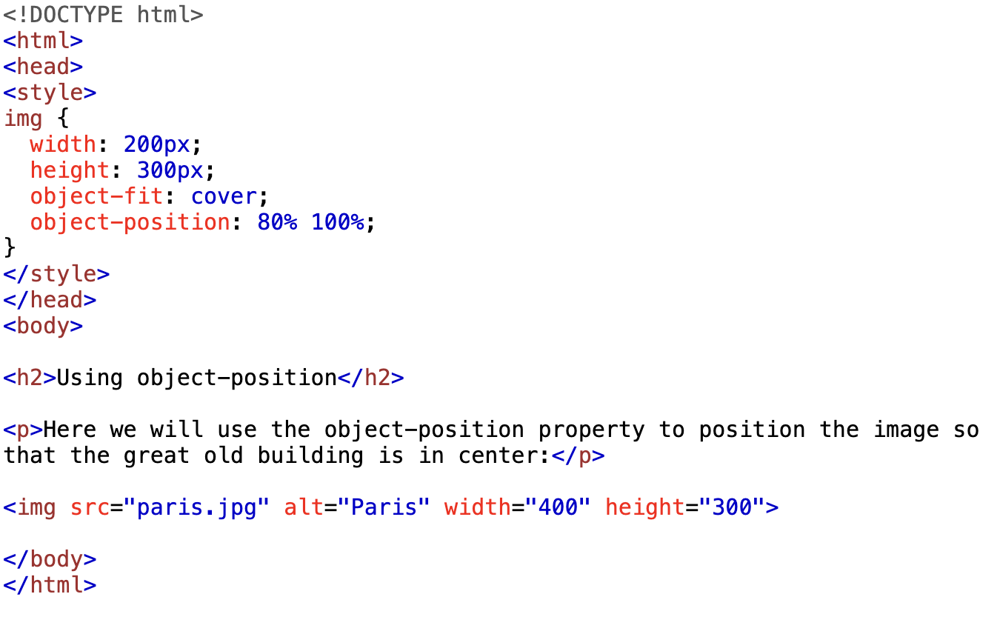 <!DOCTYPE html>
<html>
<head>
<style>
img {
  width: 200px;
  height: 300px;
  object-fit: cover;
  object-position: 80% 100%;
}
</style>
</head>
<body>

<h2>Using object-position</h2>

<p>Here we will use the object-position property to position the image so
that the great old building is in center:</p>

<img src="paris.jpg" alt="Paris" width="400" height="300">

</body>
</html>